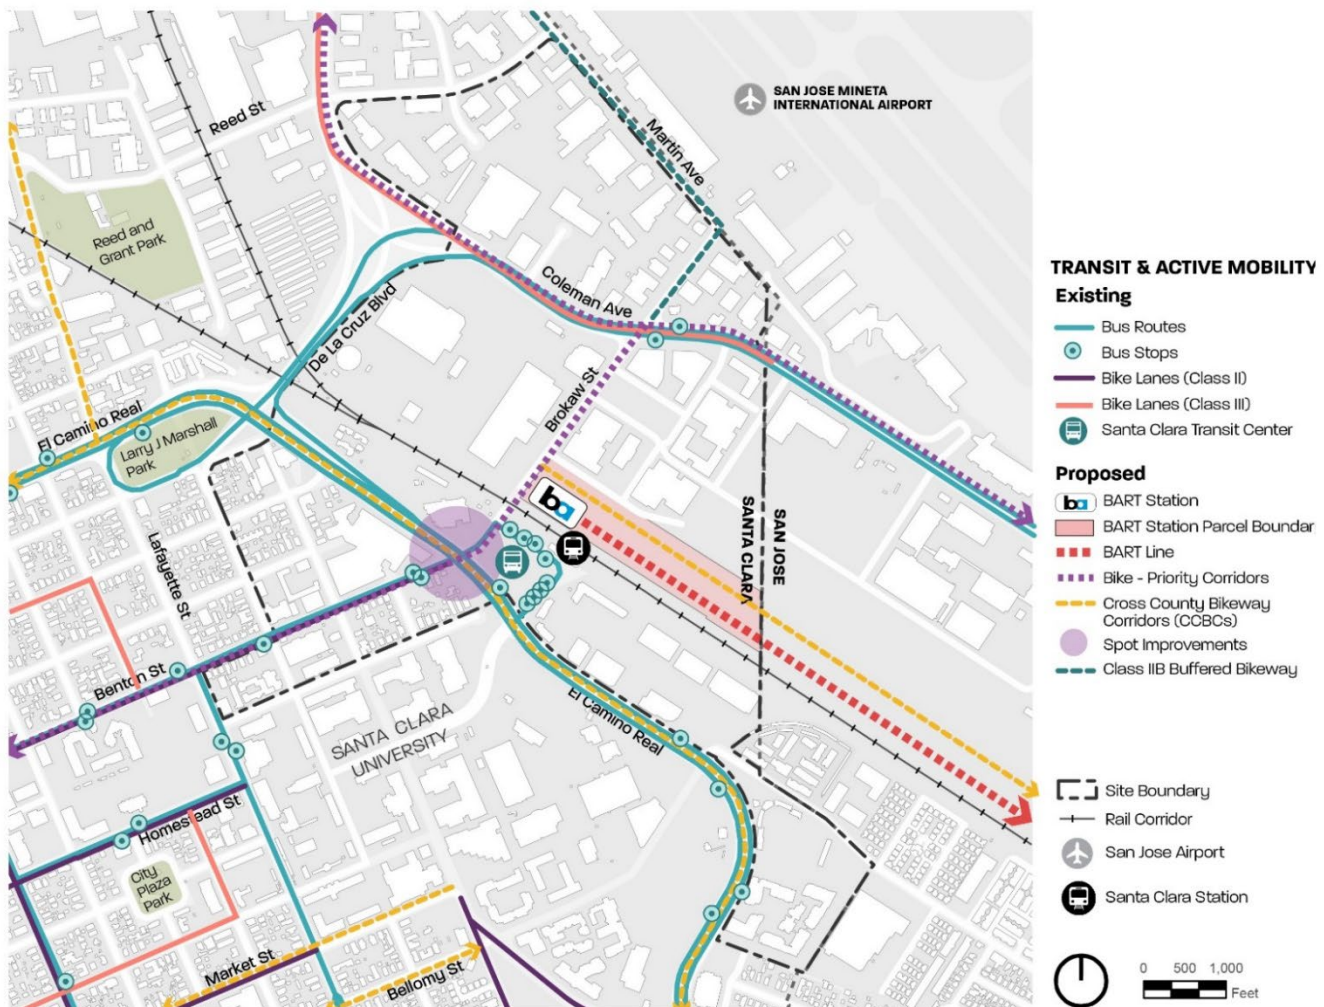 SAN JOSE MINETA
INTERNATIONAL AIRPORT
Reed St
Martin Ave
Reed and
Grant Park
Coleman Ave
De La Cruz Blvd
Brokaw St
El Camino Real
Larry J Marshall
Park
ba
SANTA CLARA
SAN JOSE
Lafayette St
Benton St
El Camino Real
SANTA CLARA
UNIVERSITY
Homestead St
City
Plaza
Park
Market St
Bellomy St
TRANSIT & ACTIVE MOBILITY
Existing
Bus Routes
Bus Stops
Bike Lanes (Class II)
Bike Lanes (Class III)
Santa Clara Transit Center
Proposed
ba
BART Station
BART Station Parcel Boundar
BART Line
Bike - Priority Corridors
Cross County Bikeway
Corridors (CCBCs)
Spot Improvements
Class IIB Buffered Bikeway
Site Boundary
Rail Corridor
San Jose Airport
Santa Clara Station
0 500 1,000
Feet